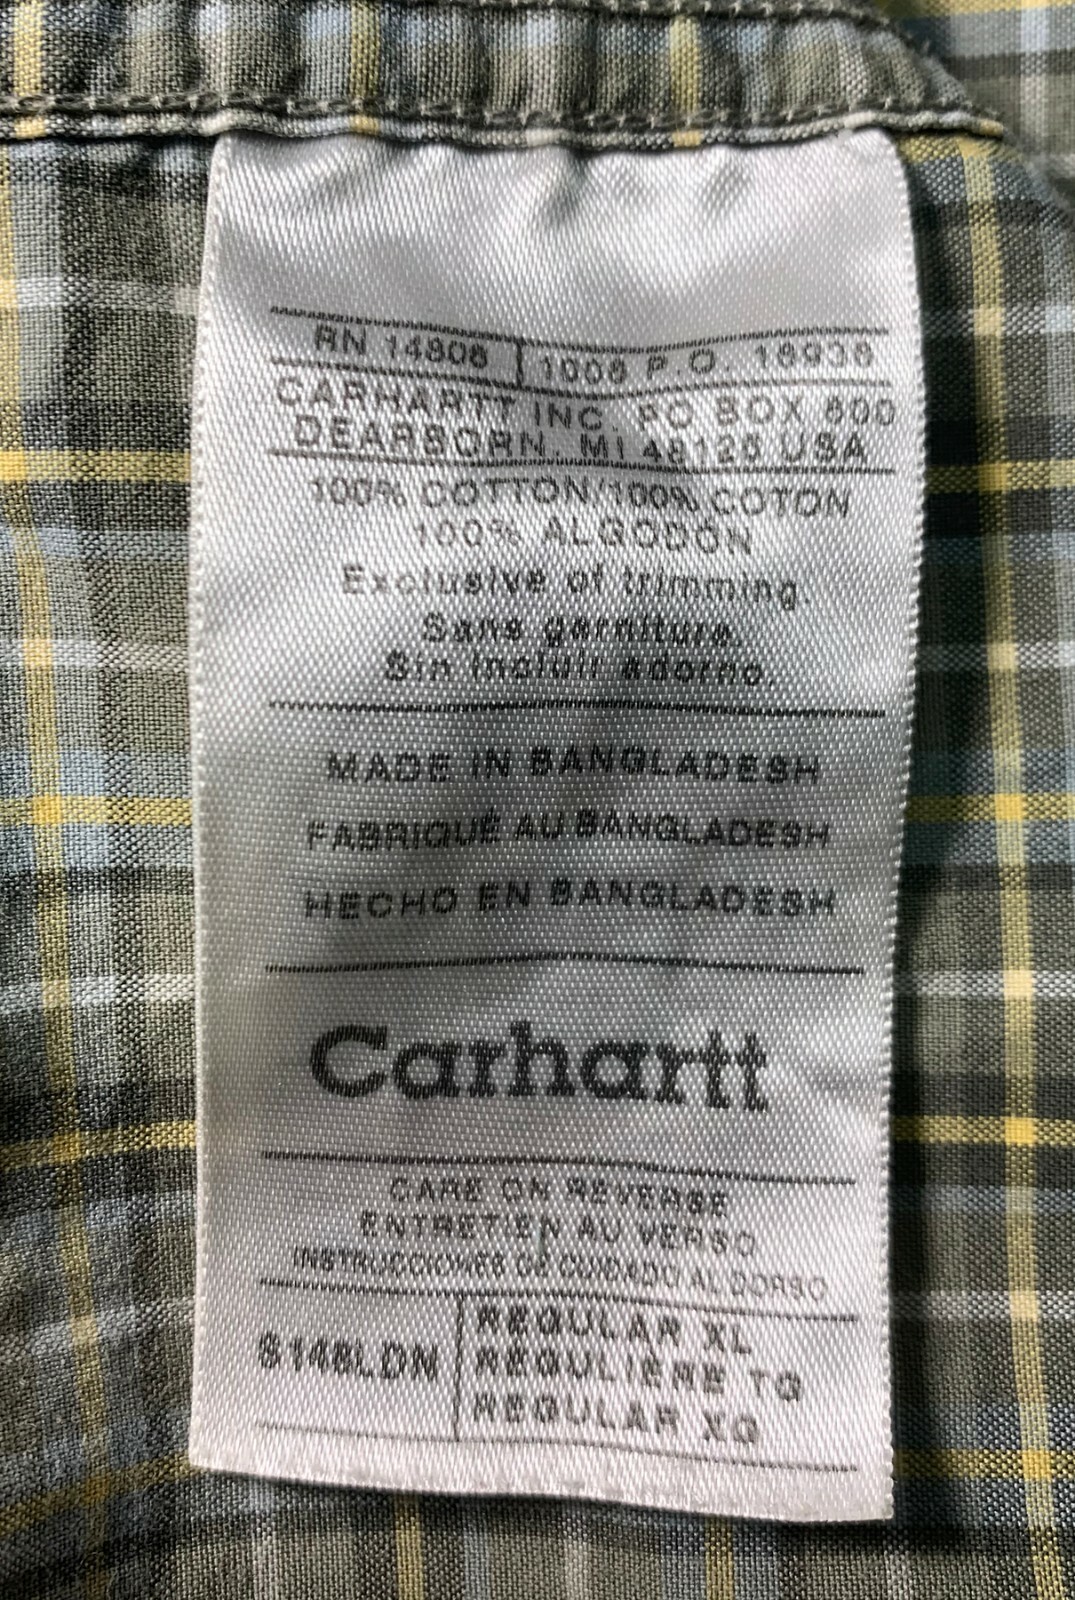 RN 14806 1008 P.O. 16936
CARHARTT INC. PO BOX 600
DEARBORN, MI 48126 USA
100% COTTON/100% COTON
100% ALGODÓN
Exclusive of trimming.
Sans garniture.
Sin incluir adorno.
MADE IN BANGLADESH
FABRIQUÉ AU BANGLADESH
HECHO EN BANGLADESH
Carhartt
CARE ON REVERSE
ENTRETIEN AU VERSO
INSTRUCCIONES DE CUIDADO AL DORSO
S148LDN
REGULAR XL
REGULIÈRE TG
REGULAR XG